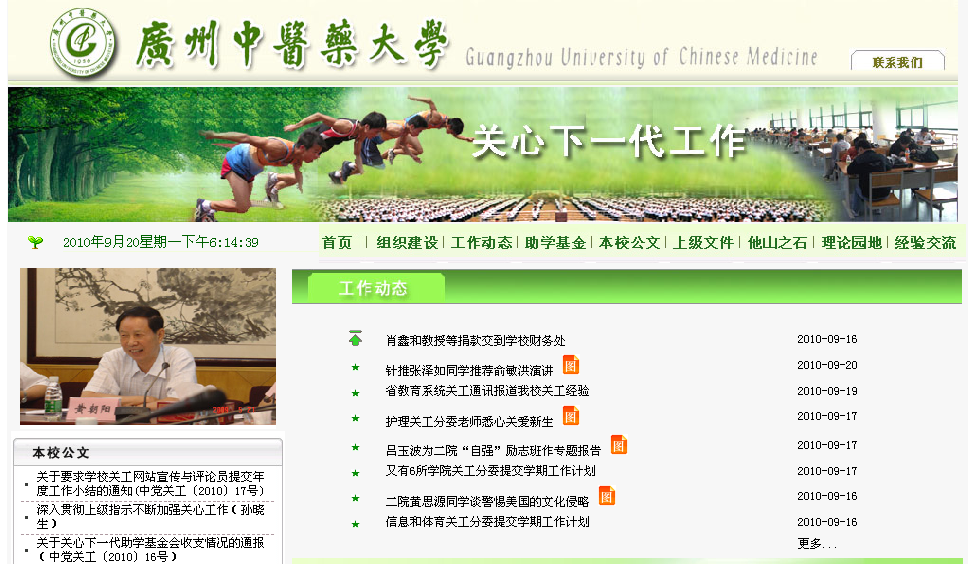 廣州中醫藥大學
Guangzhou University of Chinese Medicine
联系我们
关心下一代工作
2010年9月20星期一下午6:14:39
首页 | 组织建设 | 工作动态 | 助学基金 | 本校公文 | 上级文件 | 他山之石 | 理论园地 | 经验交流
工作动态
肖鑫和教授等捐款交到学校财务处 2010-09-16
针推张泽如同学推荐俞敏洪演讲 图 2010-09-20
省教育系统关工通讯报道我校关工经验 2010-09-19
护理关工分委老师悉心关爱新生 图 2010-09-17
吕玉波为二院“自强”励志班作专题报告 图 2010-09-17
又有6所学院关工分委提交学期工作计划 2010-09-17
二院黄思源同学谈警惕美国的文化侵略 图 2010-09-16
信息和体育关工分委提交学期工作计划 2010-09-16
更多...
黄朝阳
本校公文
关于要求学校关工网站宣传与评论员提交年
度工作小结的通知(中党关工〔2010〕17号)
深入贯彻上级指示不断加强关心工作(孙晓
生)
关于关心下一代助学基金会收支情况的通报
(中党关工〔2010〕16号)